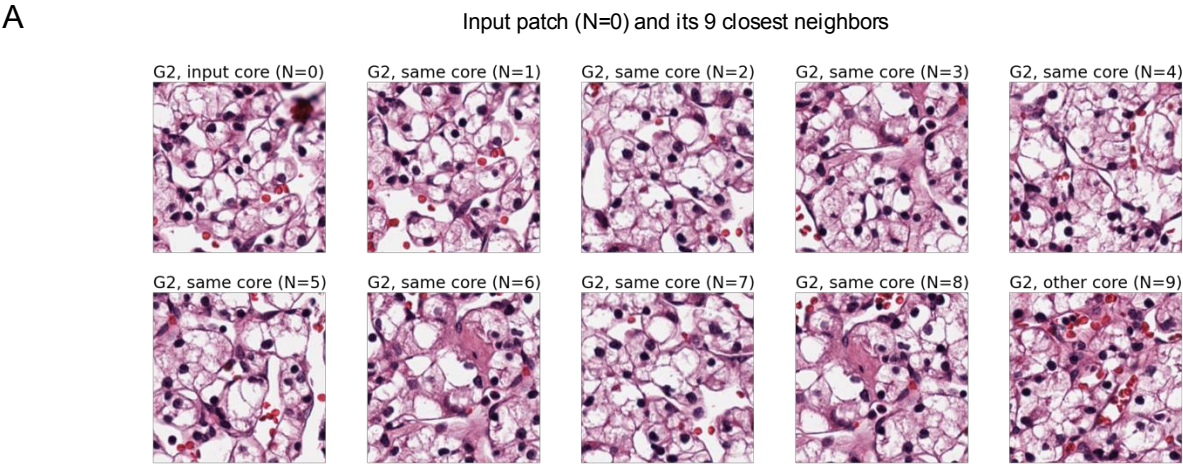 A
Input patch (N=0) and its 9 closest neighbors
G2, input core (N=0) G2, same core (N=1) G2, same core (N=2) G2, same core (N=3) G2, same core (N=4)
G2, same core (N=5) G2, same core (N=6) G2, same core (N=7) G2, same core (N=8) G2, other core (N=9)